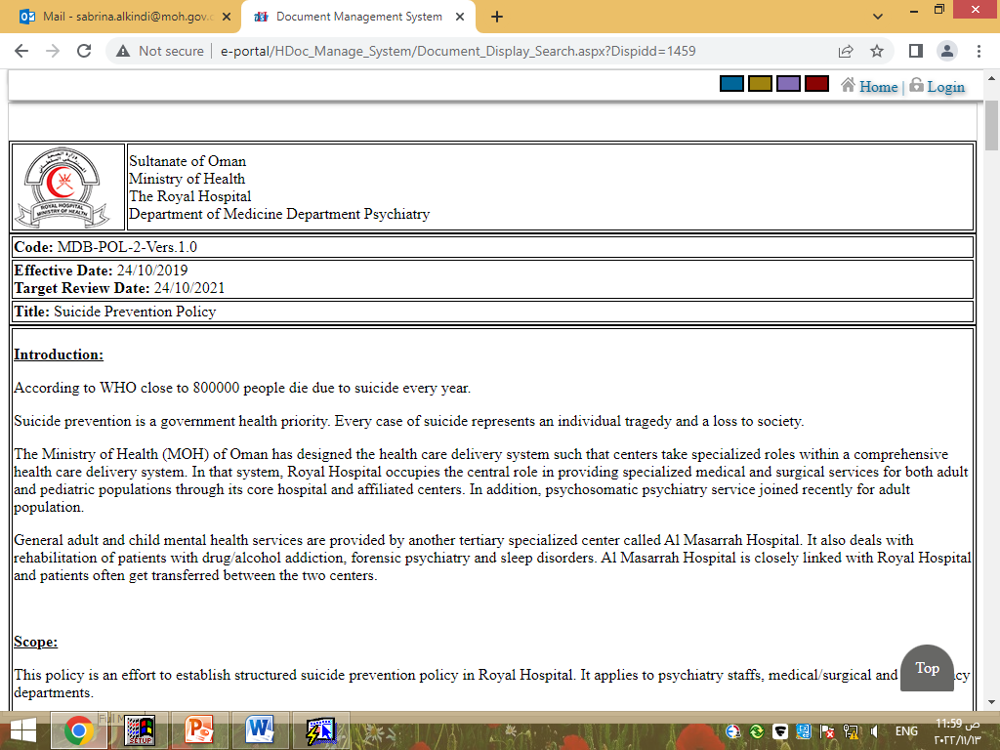 Mail - sabrina.alkindi@moh.gov.
Document Management System
Not secure
e-portal/HDoc_Manage_System/Document_Display_Search.aspx?Dispidd=1459
Home | Login
ROYAL HOSPITAL
MINISTRY OF HEALTH
Sultanate of Oman
Ministry of Health
The Royal Hospital
Department of Medicine Department Psychiatry
Code: MDB-POL-2-Vers.1.0
Effective Date: 24/10/2019
Target Review Date: 24/10/2021
Title: Suicide Prevention Policy
Introduction:
According to WHO close to 800000 people die due to suicide every year.
Suicide prevention is a government health priority. Every case of suicide represents an individual tragedy and a loss to society.
The Ministry of Health (MOH) of Oman has designed the health care delivery system such that centers take specialized roles within a comprehensive
health care delivery system. In that system, Royal Hospital occupies the central role in providing specialized medical and surgical services for both adult
and pediatric populations through its core hospital and affiliated centers. In addition, psychosomatic psychiatry service joined recently for adult
population.
General adult and child mental health services are provided by another tertiary specialized center called Al Masarrah Hospital. It also deals with
rehabilitation of patients with drug/alcohol addiction, forensic psychiatry and sleep disorders. Al Masarrah Hospital is closely linked with Royal Hospital
and patients often get transferred between the two centers.
Scope:
This policy is an effort to establish structured suicide prevention policy in Royal Hospital. It applies to psychiatry staffs, medical/surgical and cy
departments.
Top
Full
SETUP
ENG
11:59 ص
٢٠٢٢/١١/١٣